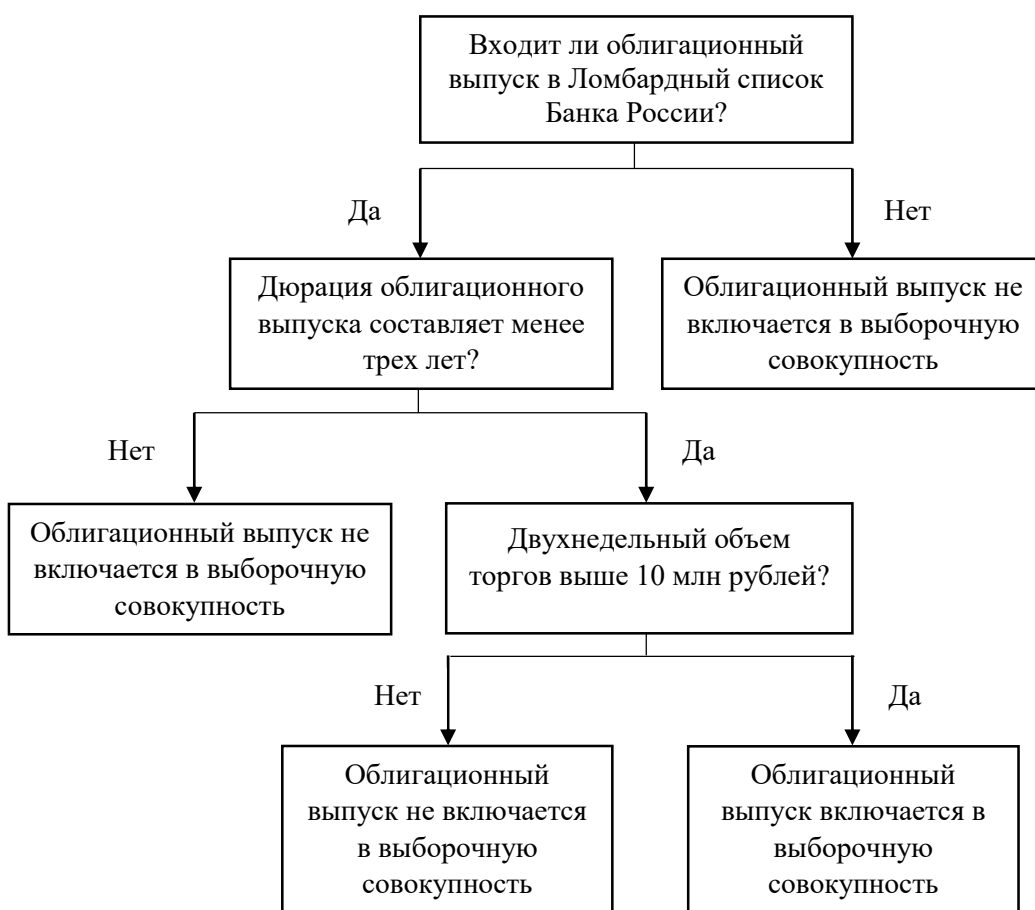 Входит ли облигационный
выпуск в Ломбардный список
Банка России?
Да
Нет
Дюрация облигационного
выпуска составляет менее
трех лет?
Облигационный выпуск не
включается в выборочную
совокупность
Нет
Да
Облигационный выпуск не
включается в выборочную
совокупность
Двухнедельный объем
торгов выше 10 млн рублей?
Нет
Да
Облигационный
выпуск не включается
в выборочную
совокупность
Облигационный
выпуск включается в
выборочную
совокупность